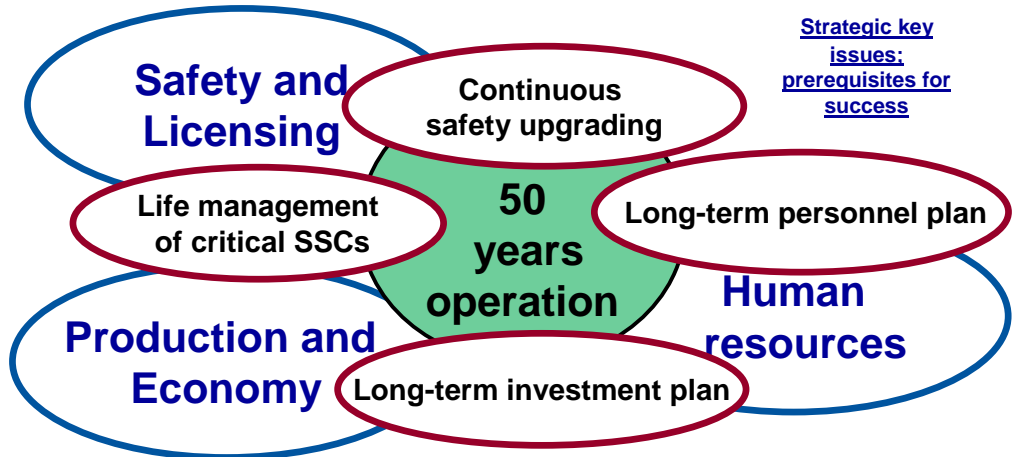 Strategic key
issues;
prerequisites for
success
Safety and
Licensing
Continuous
safety upgrading
Life management
of critical SSCs
50
years
operation
Long-term personnel plan
Human
resources
Production and
Economy
Long-term investment plan